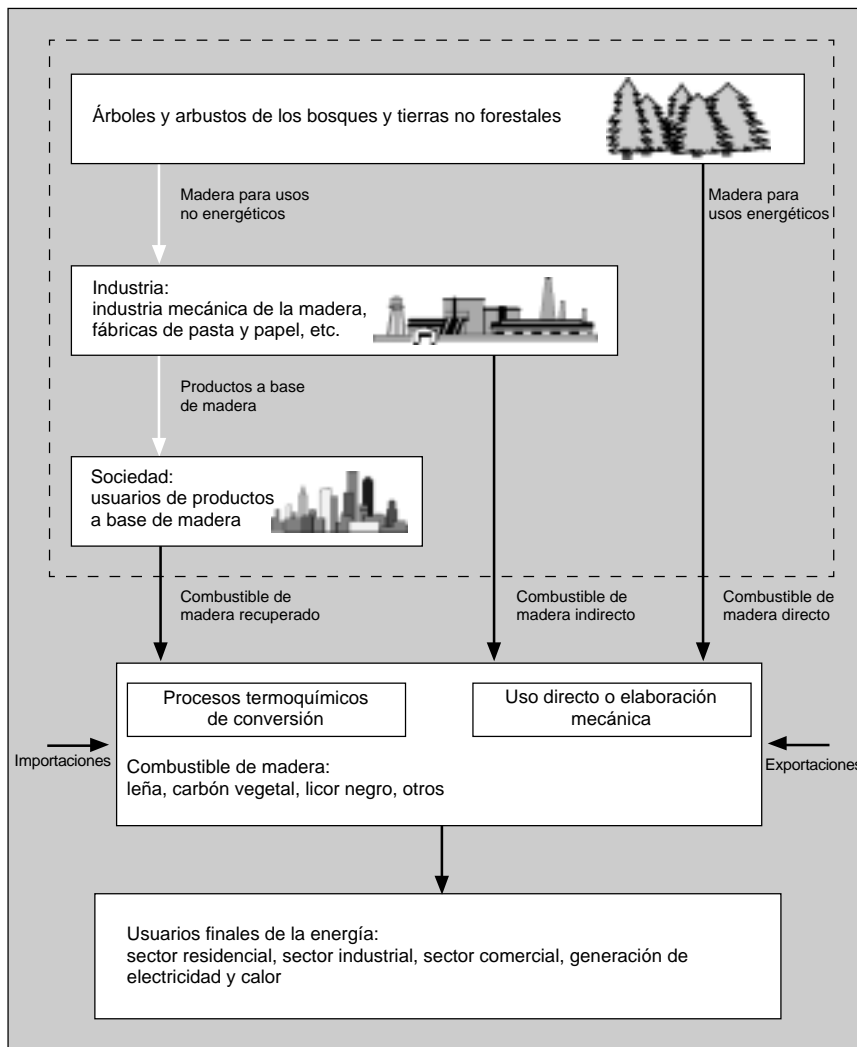 Árboles y arbustos de los bosques y tierras no forestales
Madera para usos
no energéticos
Madera para
usos energéticos
Industria:
industria mecánica de la madera,
fábricas de pasta y papel, etc.
Productos a base
de madera
Sociedad:
usuarios de productos
a base de madera
Combustible de
madera recuperado
Combustible de
madera indirecto
Combustible de
madera directo
Procesos termoquímicos
de conversión
Uso directo o elaboración
mecánica
Importaciones
Exportaciones
Combustible de madera:
leña, carbón vegetal, licor negro, otros
Usuarios finales de la energía:
sector residencial, sector industrial, sector comercial, generación de
electricidad y calor